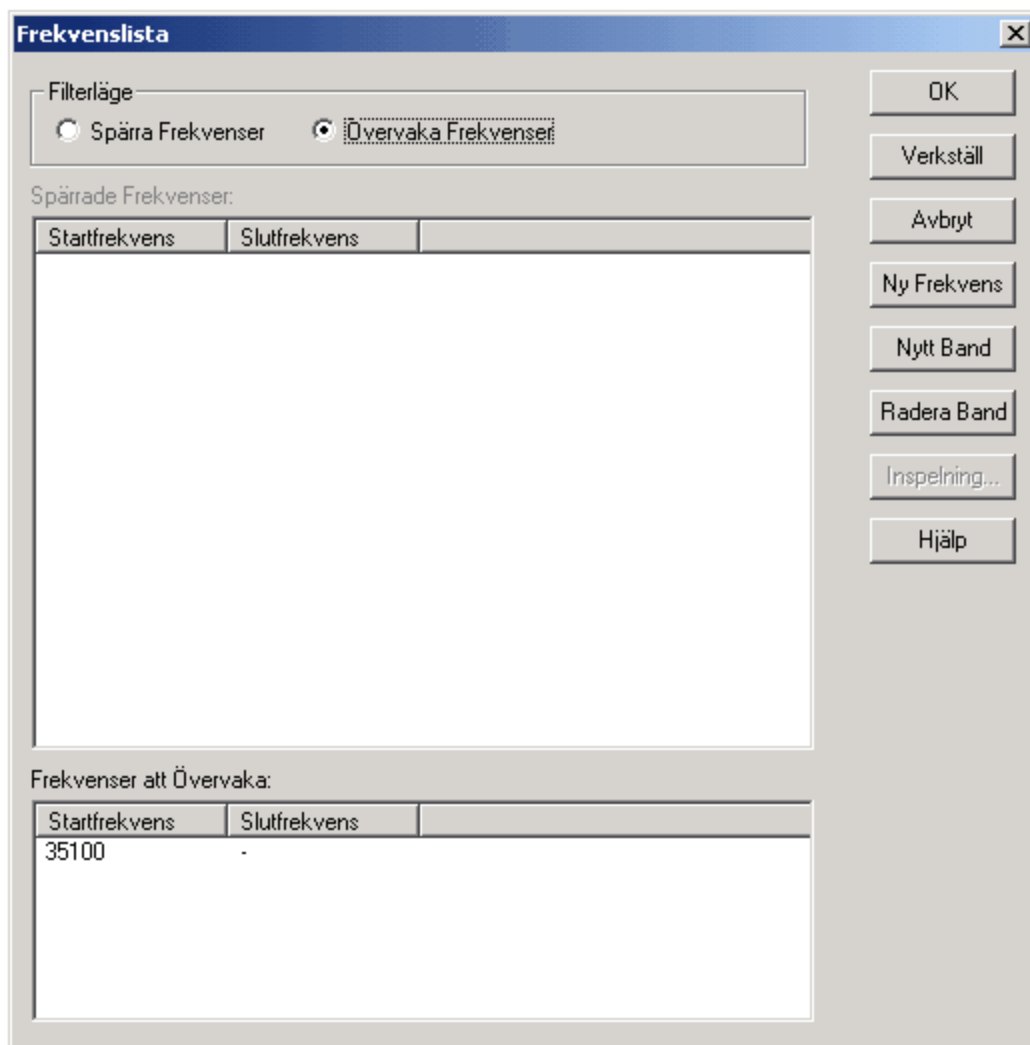 Frekvenslista
Filterläge
Spärra Frekvenser
Övervaka Frekvenser
Spärrade Frekvenser:
Startfrekvens Slutfrekvens
Frekvenser att Övervaka:
Startfrekvens Slutfrekvens
35100 -
OK
Verkställ
Avbryt
Ny Frekvens
Nytt Band
Radera Band
Inspelning...
Hjälp